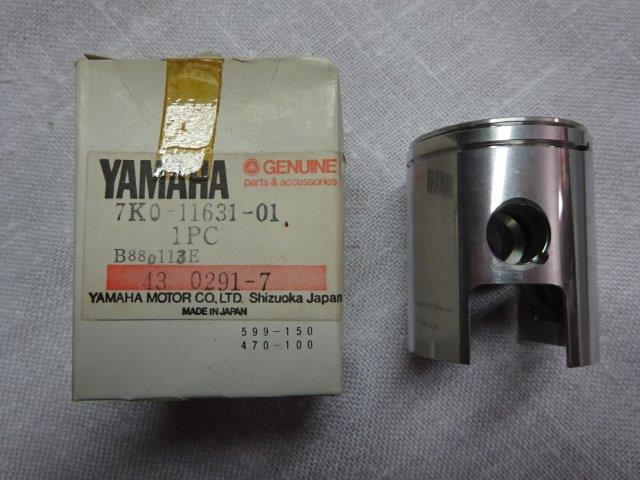 YAMAHA
GENUINE
parts & accessories
7K0-11631-01
1PC
B880113E
43 0291-7
YAMAHA MOTOR CO., LTD. Shizuoka Japan
MADE IN JAPAN
599-150
470-100